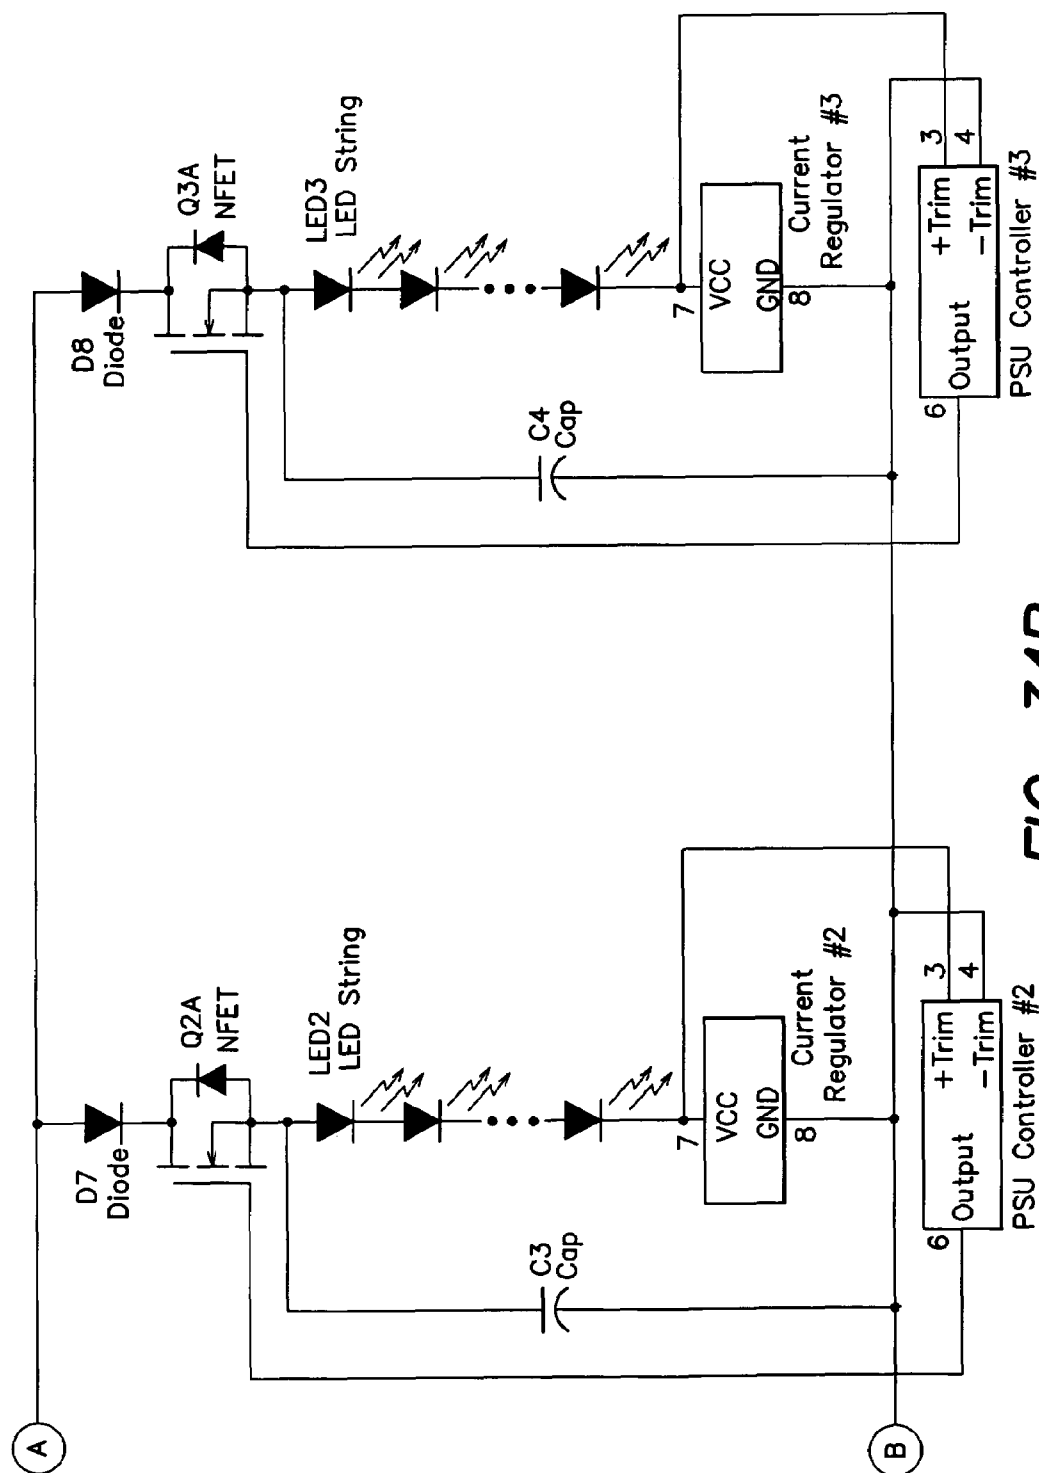 A
D7
Diode
Q2A
NFET
LED2
LED String
C3
Cap
7
VCC
GND
8
Current
Regulator #2
B
6
Output
+Trim
-Trim
3
4
PSU Controller #2
D8
Diode
Q3A
NFET
LED3
LED String
C4
Cap
7
VCC
GND
8
Current
Regulator #3
6
Output
+Trim
-Trim
3
4
PSU Controller #3